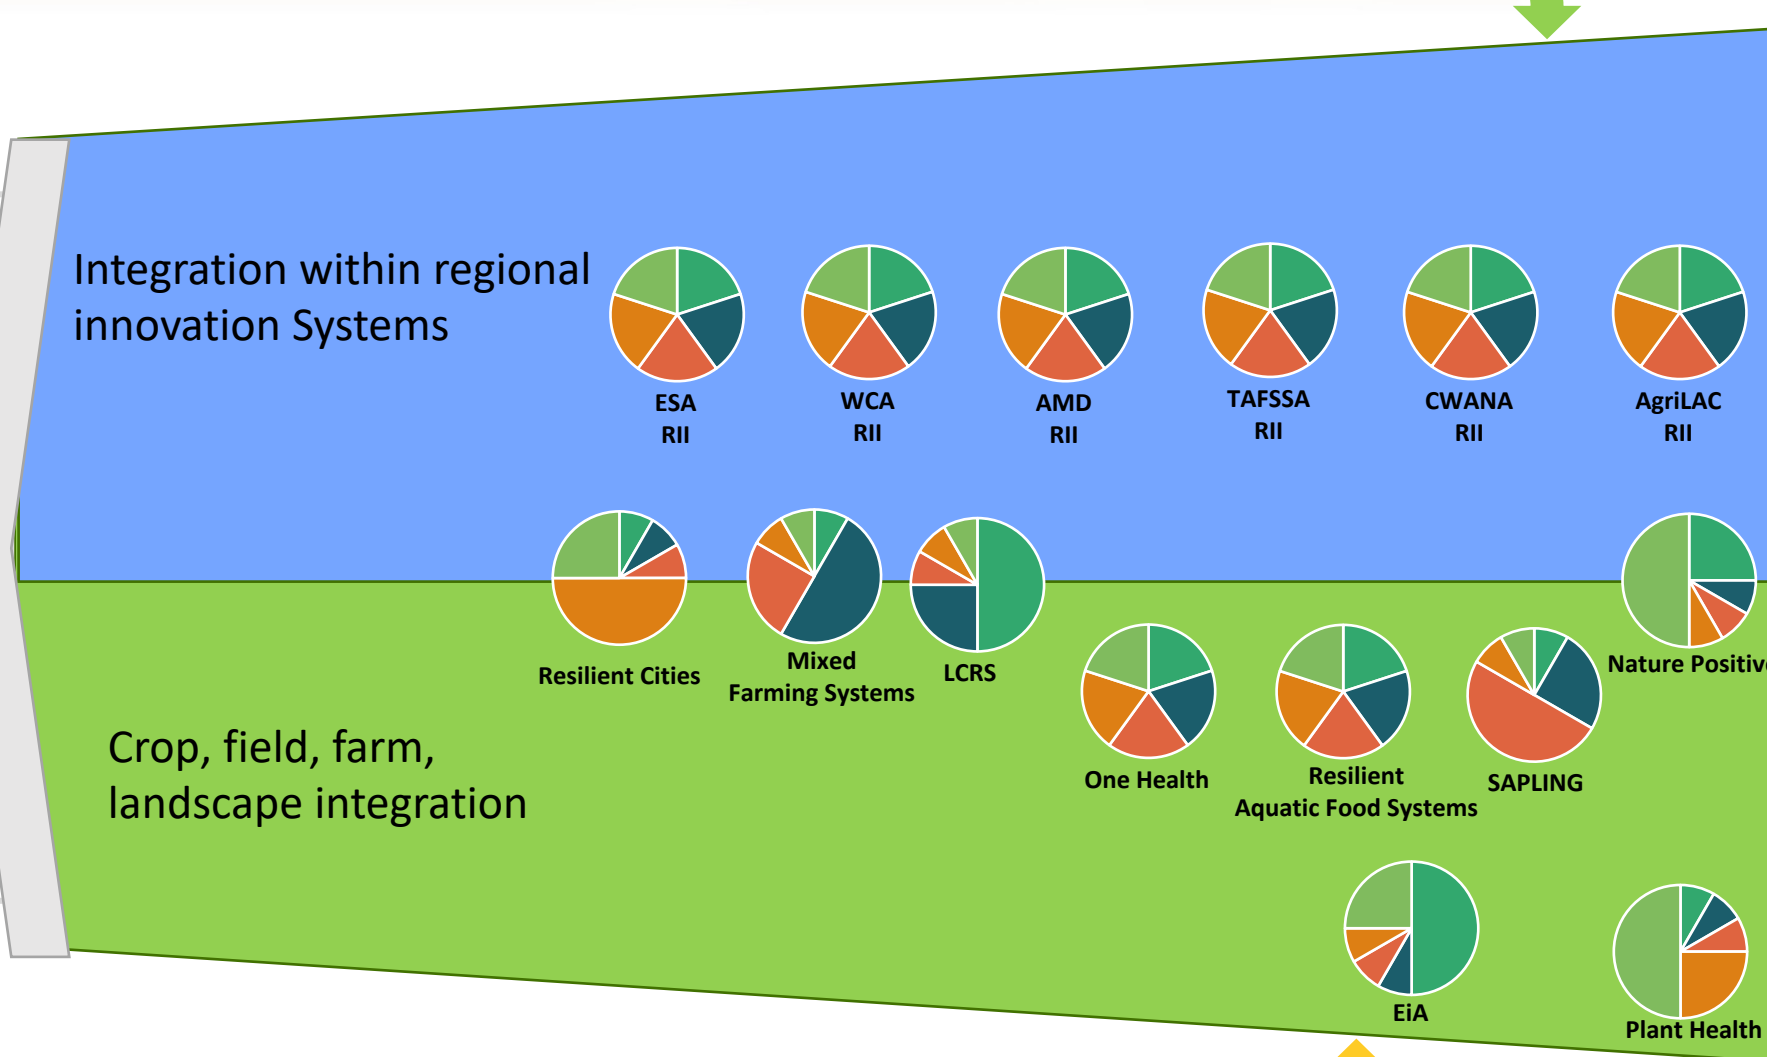 Integration within regional
innovation Systems
ESA
RII
WCA
RII
AMD
RII
TAFSSA
RII
CWANA
RII
AgriLAC
RII
Resilient Cities
Mixed
Farming Systems
LCRS
Nature Positive
One Health
Resilient
Aquatic Food Systems
SAPLING
Crop, field, farm,
landscape integration
EiA
Plant Health